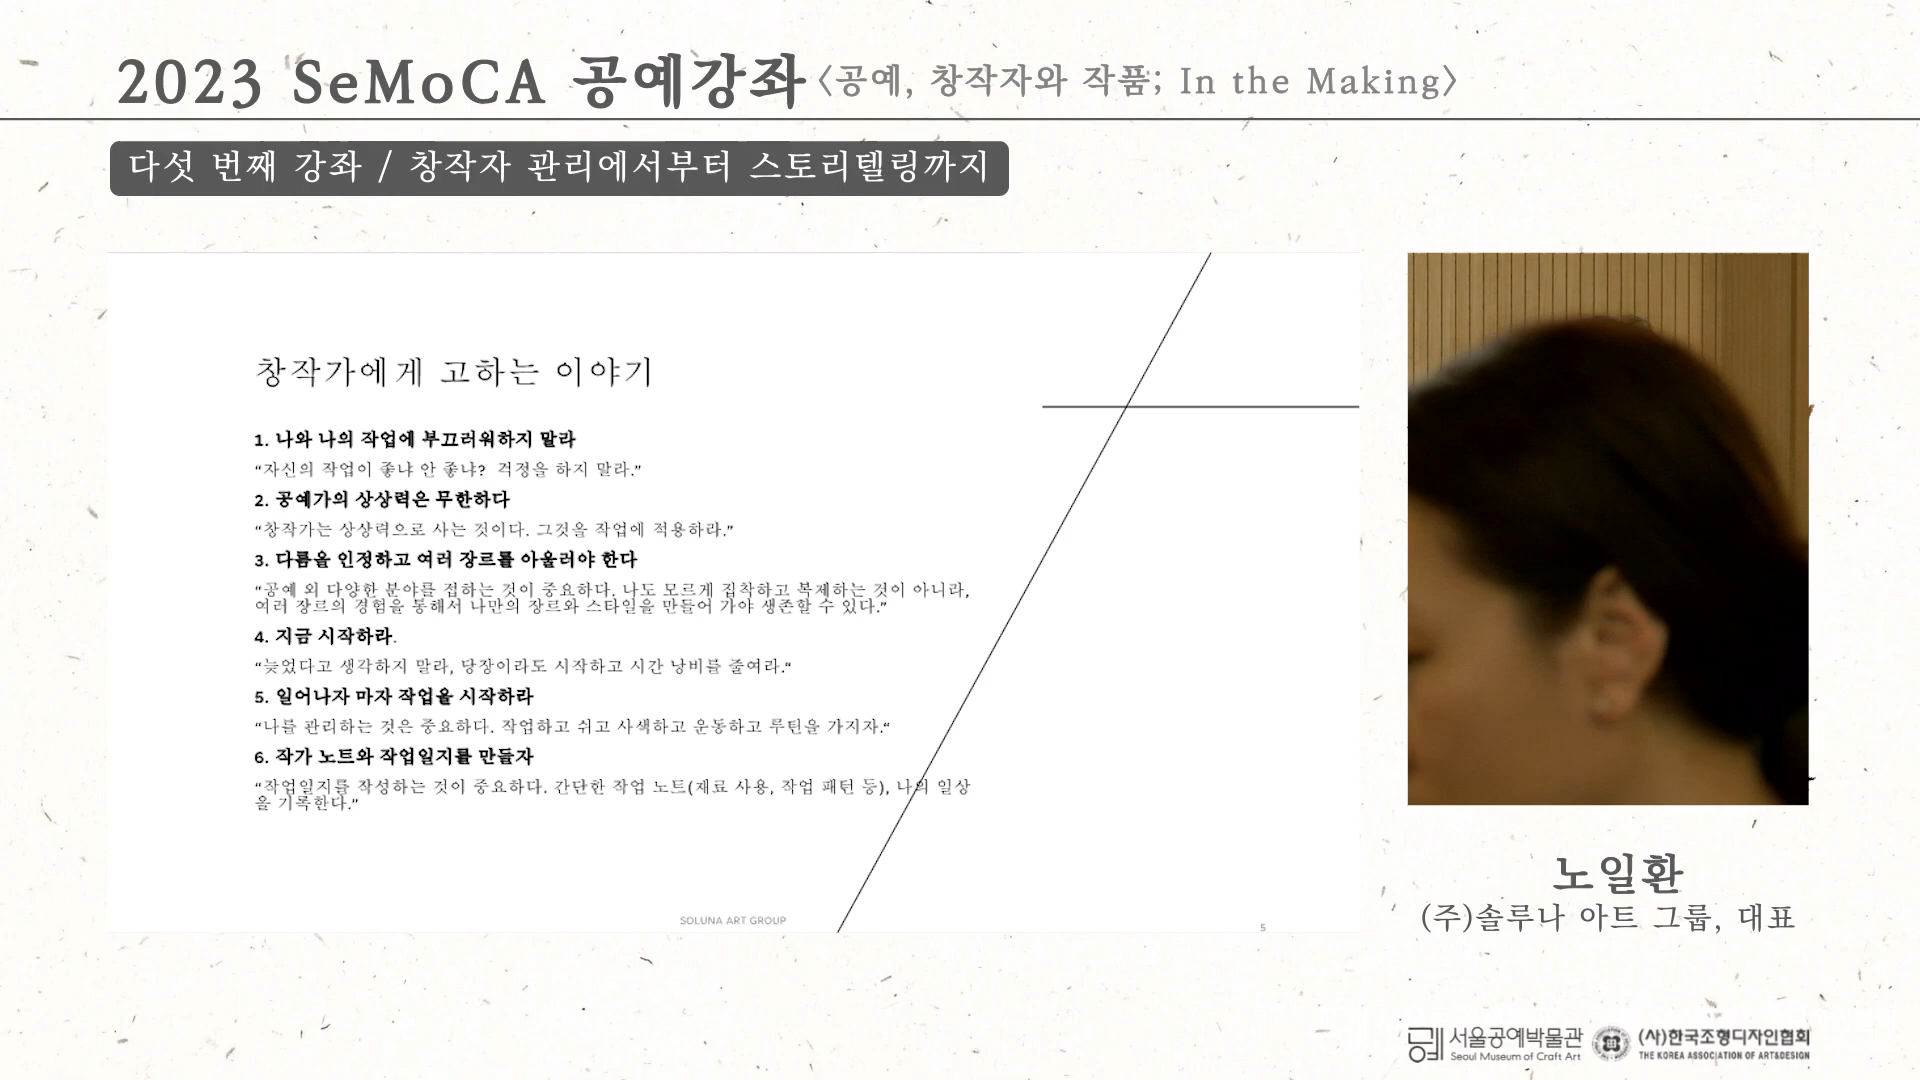 2023 SeMoCA 공예강좌 〈공예, 창작자와 작품; In the Making〉
다섯 번째 강좌 / 창작자 관리에서부터 스토리텔링까지
창작가에게 고하는 이야기
1. 나와 나의 작업에 부끄러워하지 말라
“자신의 작업이 좋냐 안 좋냐? 걱정을 하지 말라.”
2. 공예가의 상상력은 무한하다
“창작가는 상상력으로 사는 것이다. 그것을 작업에 적용하라.”
3. 다름을 인정하고 여러 장르를 아울러야 한다
“공예 외 다양한 분야를 접하는 것이 중요하다. 나도 모르게 집착하고 복제하는 것이 아니라,
여러 장르의 경험을 통해서 나만의 장르와 스타일을 만들어 가야 생존할 수 있다.”
4. 지금 시작하라.
“늦었다고 생각하지 말라, 당장이라도 시작하고 시간 낭비를 줄여라.“
5. 일어나자 마자 작업을 시작하라
“나를 관리하는 것은 중요하다. 작업하고 쉬고 사색하고 운동하고 루틴을 가지자.“
6. 작가 노트와 작업일지를 만들자
“작업일지를 작성하는 것이 중요하다. 간단한 작업 노트(재료 사용, 작업 패턴 등), 나의 일상
을 기록한다.”
SOLUNA ART GROUP
5
노일환
(주)솔루나 아트 그룹, 대표
서울공예박물관
Seoul Museum of Craft Art
(사)한국조형디자인협회
THE KOREA ASSOCIATION OF ART&DESIGN